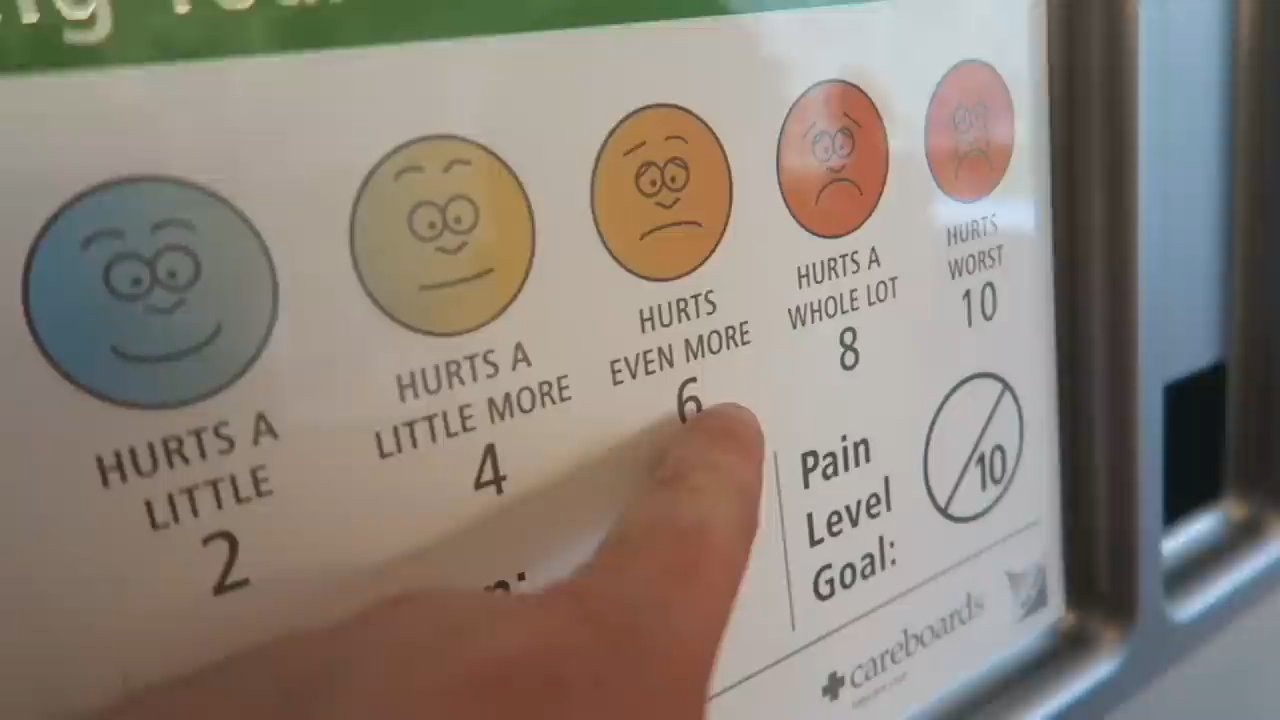 HURTS A
LITTLE
2
HURTS A
LITTLE MORE
4
HURTS
EVEN MORE
6
HURTS A
WHOLE LOT
8
HURTS
WORST
10
Pain
Level
Goal:
10
careboards